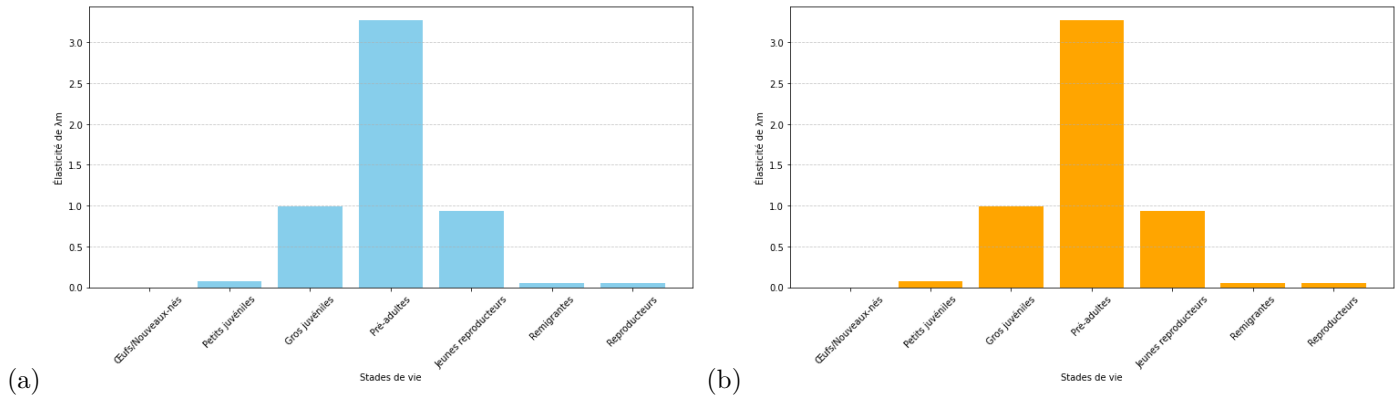 3.0
2.5
2.0
1.5
1.0
0.5
0.0
Élasticité de λm
Œufs/Nouveaux-nés
Petits juvéniles
Gros juvéniles
Pré-adultes
Jeunes reproducteurs
Remigrantes
Reproducteurs
Stades de vie
(a)
3.0
2.5
2.0
1.5
1.0
0.5
0.0
Élasticité de λm
Œufs/Nouveaux-nés
Petits juvéniles
Gros juvéniles
Pré-adultes
Jeunes reproducteurs
Remigrantes
Reproducteurs
Stades de vie
(b)